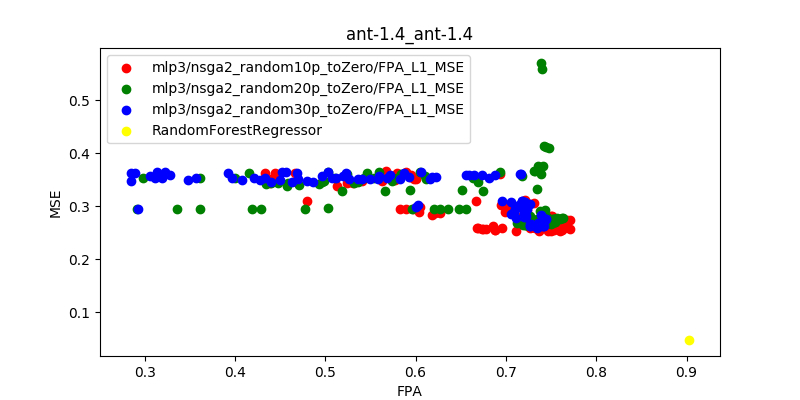 ant-1.4_ant-1.4
mlp3/nsga2_random10p_toZero/FPA_L1_MSE
mlp3/nsga2_random20p_toZero/FPA_L1_MSE
mlp3/nsga2_random30p_toZero/FPA_L1_MSE
RandomForestRegressor
MSE
0.5
0.4
0.3
0.2
0.1
0.3 0.4 0.5 0.6 0.7 0.8 0.9
FPA